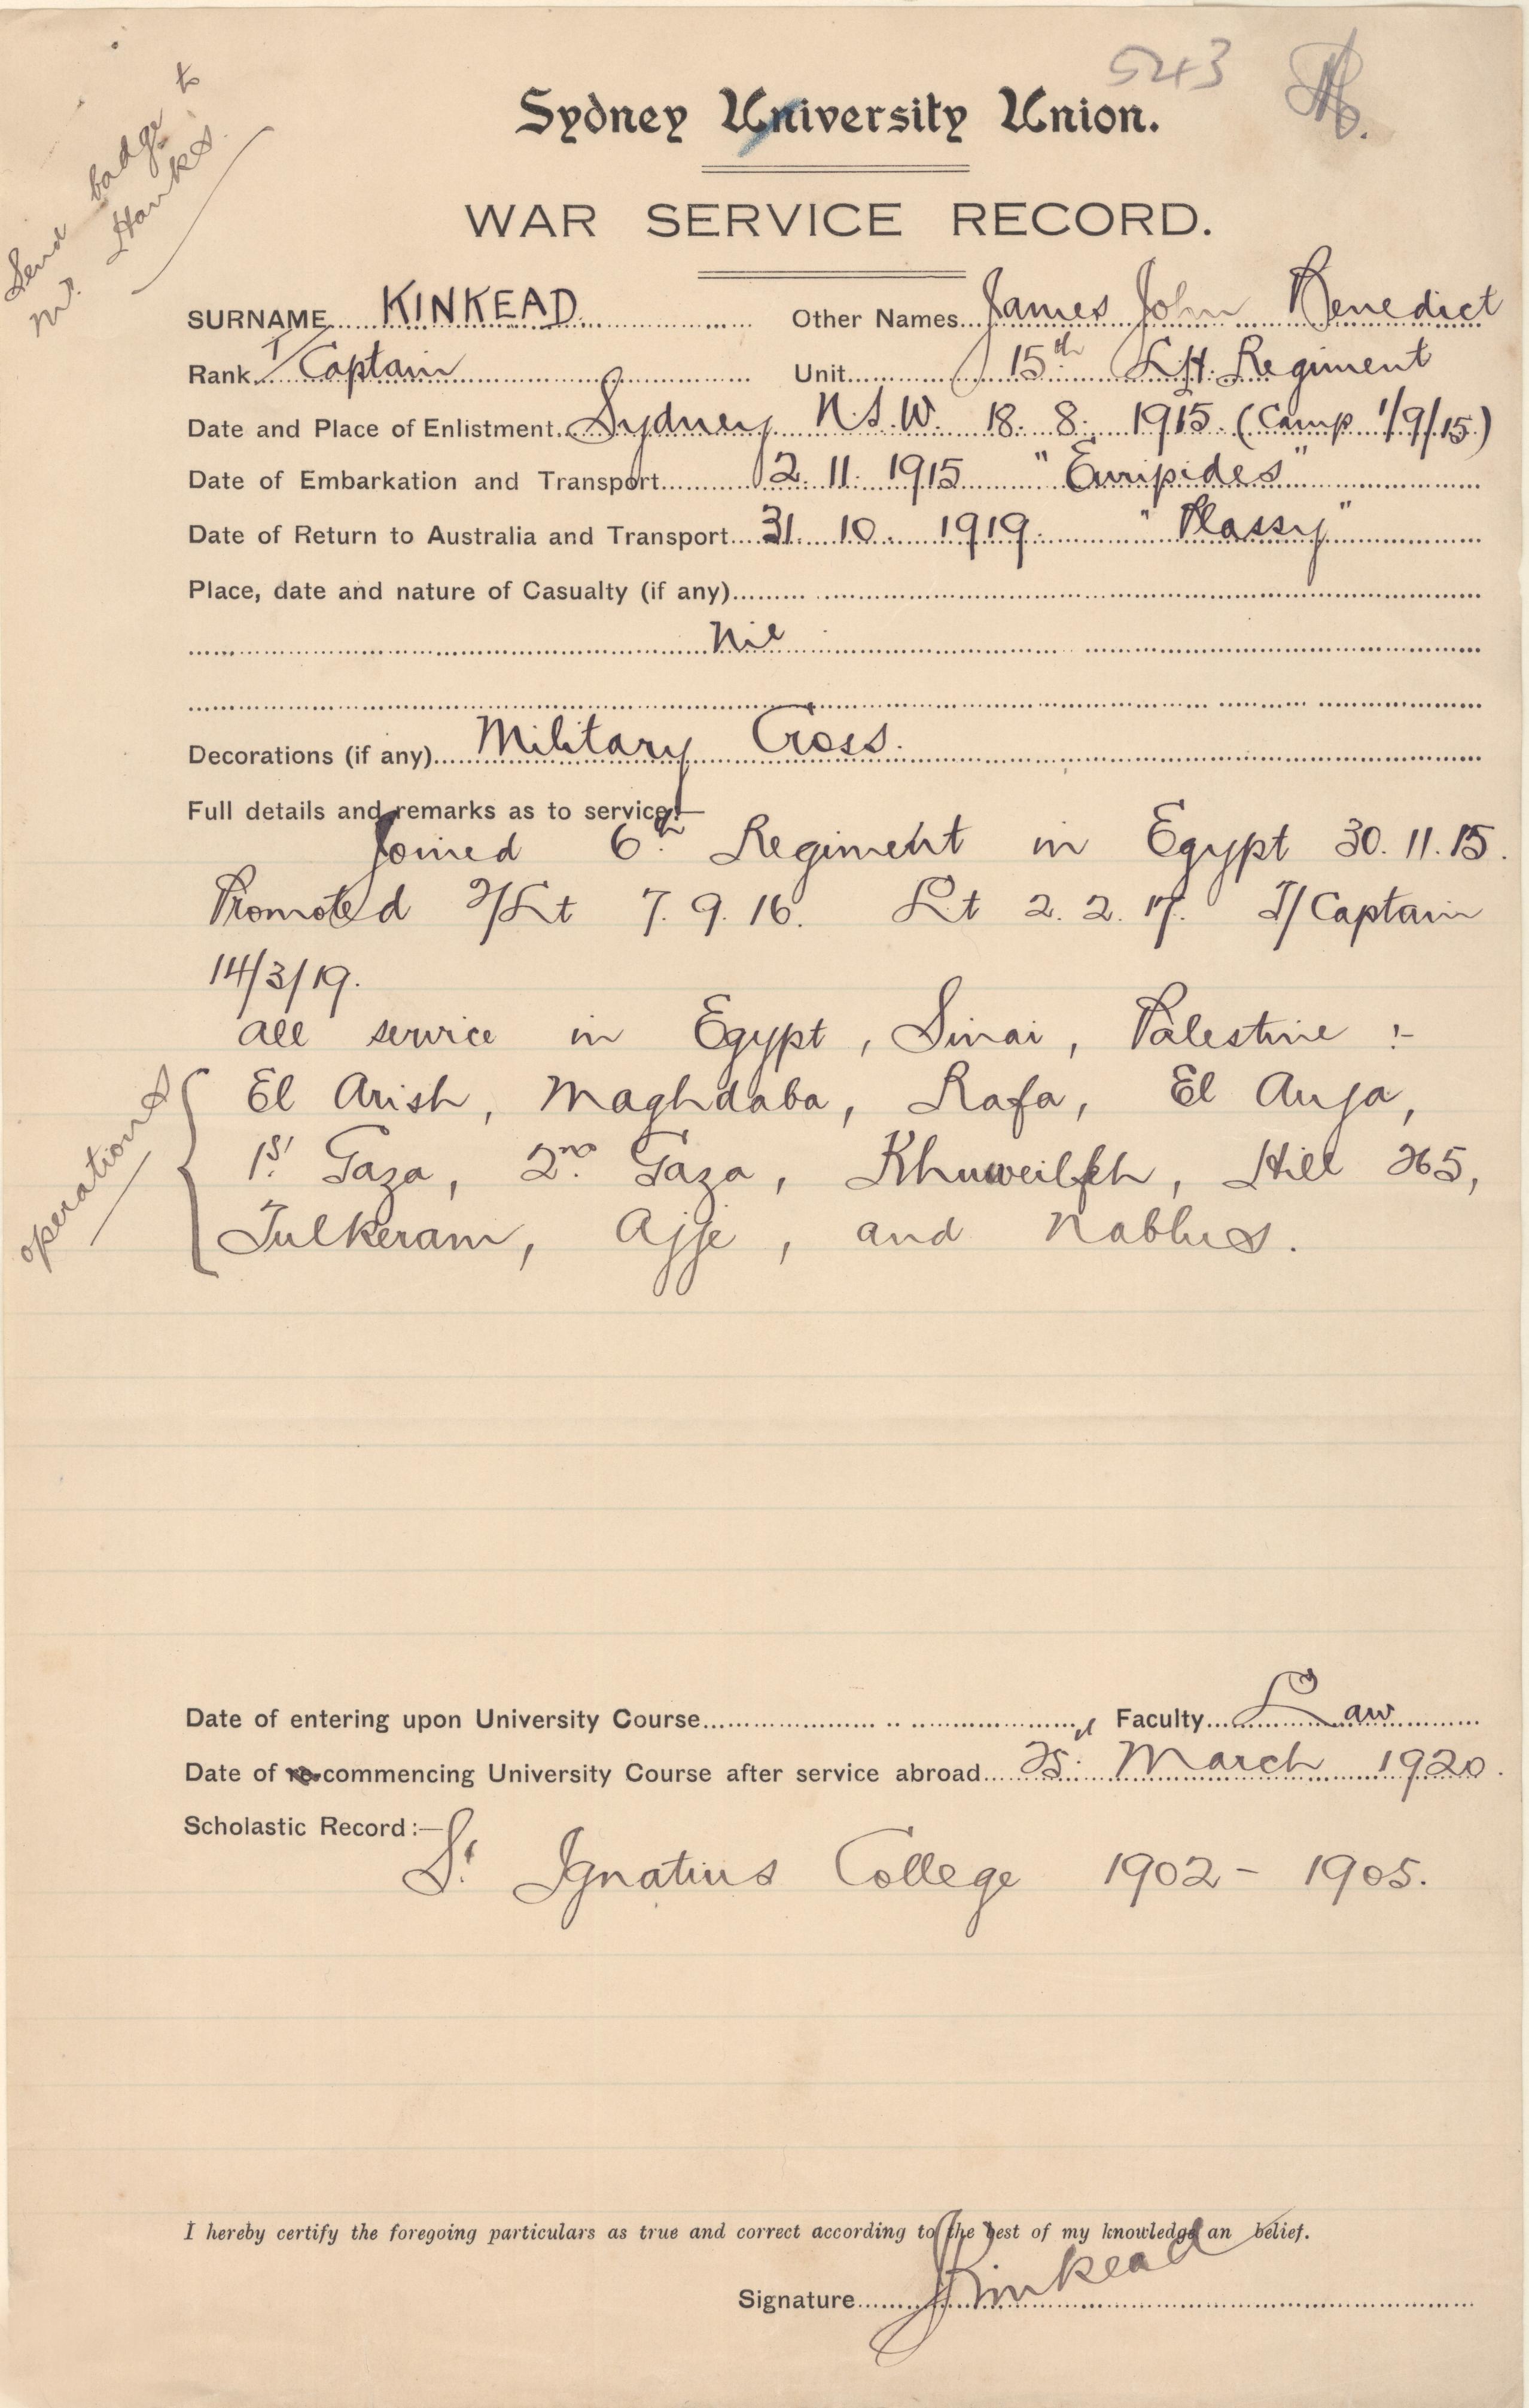 543
Send badge to
Mr. Hanks.
Sydney University Union.
WAR SERVICE RECORD.
SURNAME KINKEAD Other Names James John Benedict
Rank T/Captain Unit 15th L.H. Regiment
Date and Place of Enlistment Sydney N.S.W. 18. 8. 1915. (Camp 1/9/15)
Date of Embarkation and Transport 2. 11. 1915 "Euripides"
Date of Return to Australia and Transport 31. 10. 1919. "Plassy"
Place, date and nature of Casualty (if any)
Nil
Decorations (if any) Military Cross.
Full details and remarks as to service:—
Joined 6th Regiment in Egypt 30. 11. 15.
Promoted 2/Lt 7. 9. 16. Lt 2. 2. 17. T/Captain
14/3/19.
All service in Egypt, Sinai, Palestine :-
operations
El Arish, Maghdaba, Rafa, El Auja,
1st Gaza, 2nd Gaza, Khuweilfeh, Hill 265,
Tulkeram, Ajje, and Nablus.
Date of entering upon University Course Faculty Law
Date of re-commencing University Course after service abroad March 1920.
Scholastic Record:—
St Ignatius College 1902 - 1905.
I hereby certify the foregoing particulars as true and correct according to the best of my knowledge an belief.
Signature Kinkead